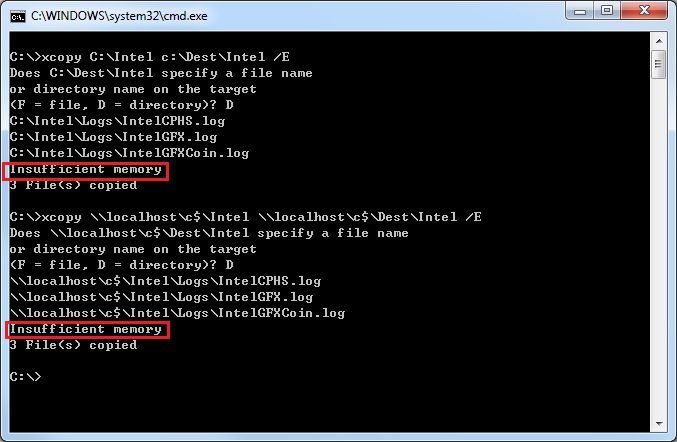 C:\WINDOWS\system32\cmd.exe
C:\>xcopy C:\Intel c:\Dest\Intel /E
Does C:\Dest\Intel specify a file name
or directory name on the target
(F = file, D = directory)? D
C:\Intel\Logs\IntelCPHS.log
C:\Intel\Logs\IntelGFX.log
C:\Intel\Logs\IntelGFXCoin.log
Insufficient memory
3 File(s) copied
C:\>xcopy \\localhost\c$\Intel \\localhost\c$\Dest\Intel /E
Does \\localhost\c$\Dest\Intel specify a file name
or directory name on the target
(F = file, D = directory)? D
\\localhost\c$\Intel\Logs\IntelCPHS.log
\\localhost\c$\Intel\Logs\IntelGFX.log
\\localhost\c$\Intel\Logs\IntelGFXCoin.log
Insufficient memory
3 File(s) copied
C:\>